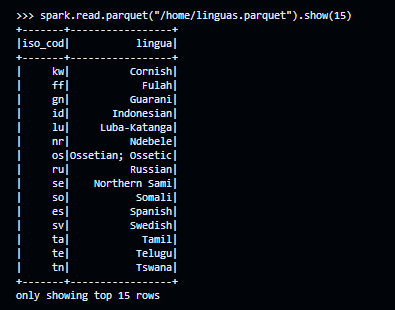 >>> spark.read.parquet("/home/linguas.parquet").show(15)
+-------+-----------------+
|iso_cod|           lingua|
+-------+-----------------+
|     kw|          Cornish|
|     ff|            Fulah|
|     gn|          Guarani|
|     id|       Indonesian|
|     lu|     Luba-Katanga|
|     nr|          Ndebele|
|     os|Ossetian; Ossetic|
|     ru|          Russian|
|     se|    Northern Sami|
|     so|           Somali|
|     es|          Spanish|
|     sv|          Swedish|
|     ta|            Tamil|
|     te|           Telugu|
|     tn|           Tswana|
+-------+-----------------+
only showing top 15 rows